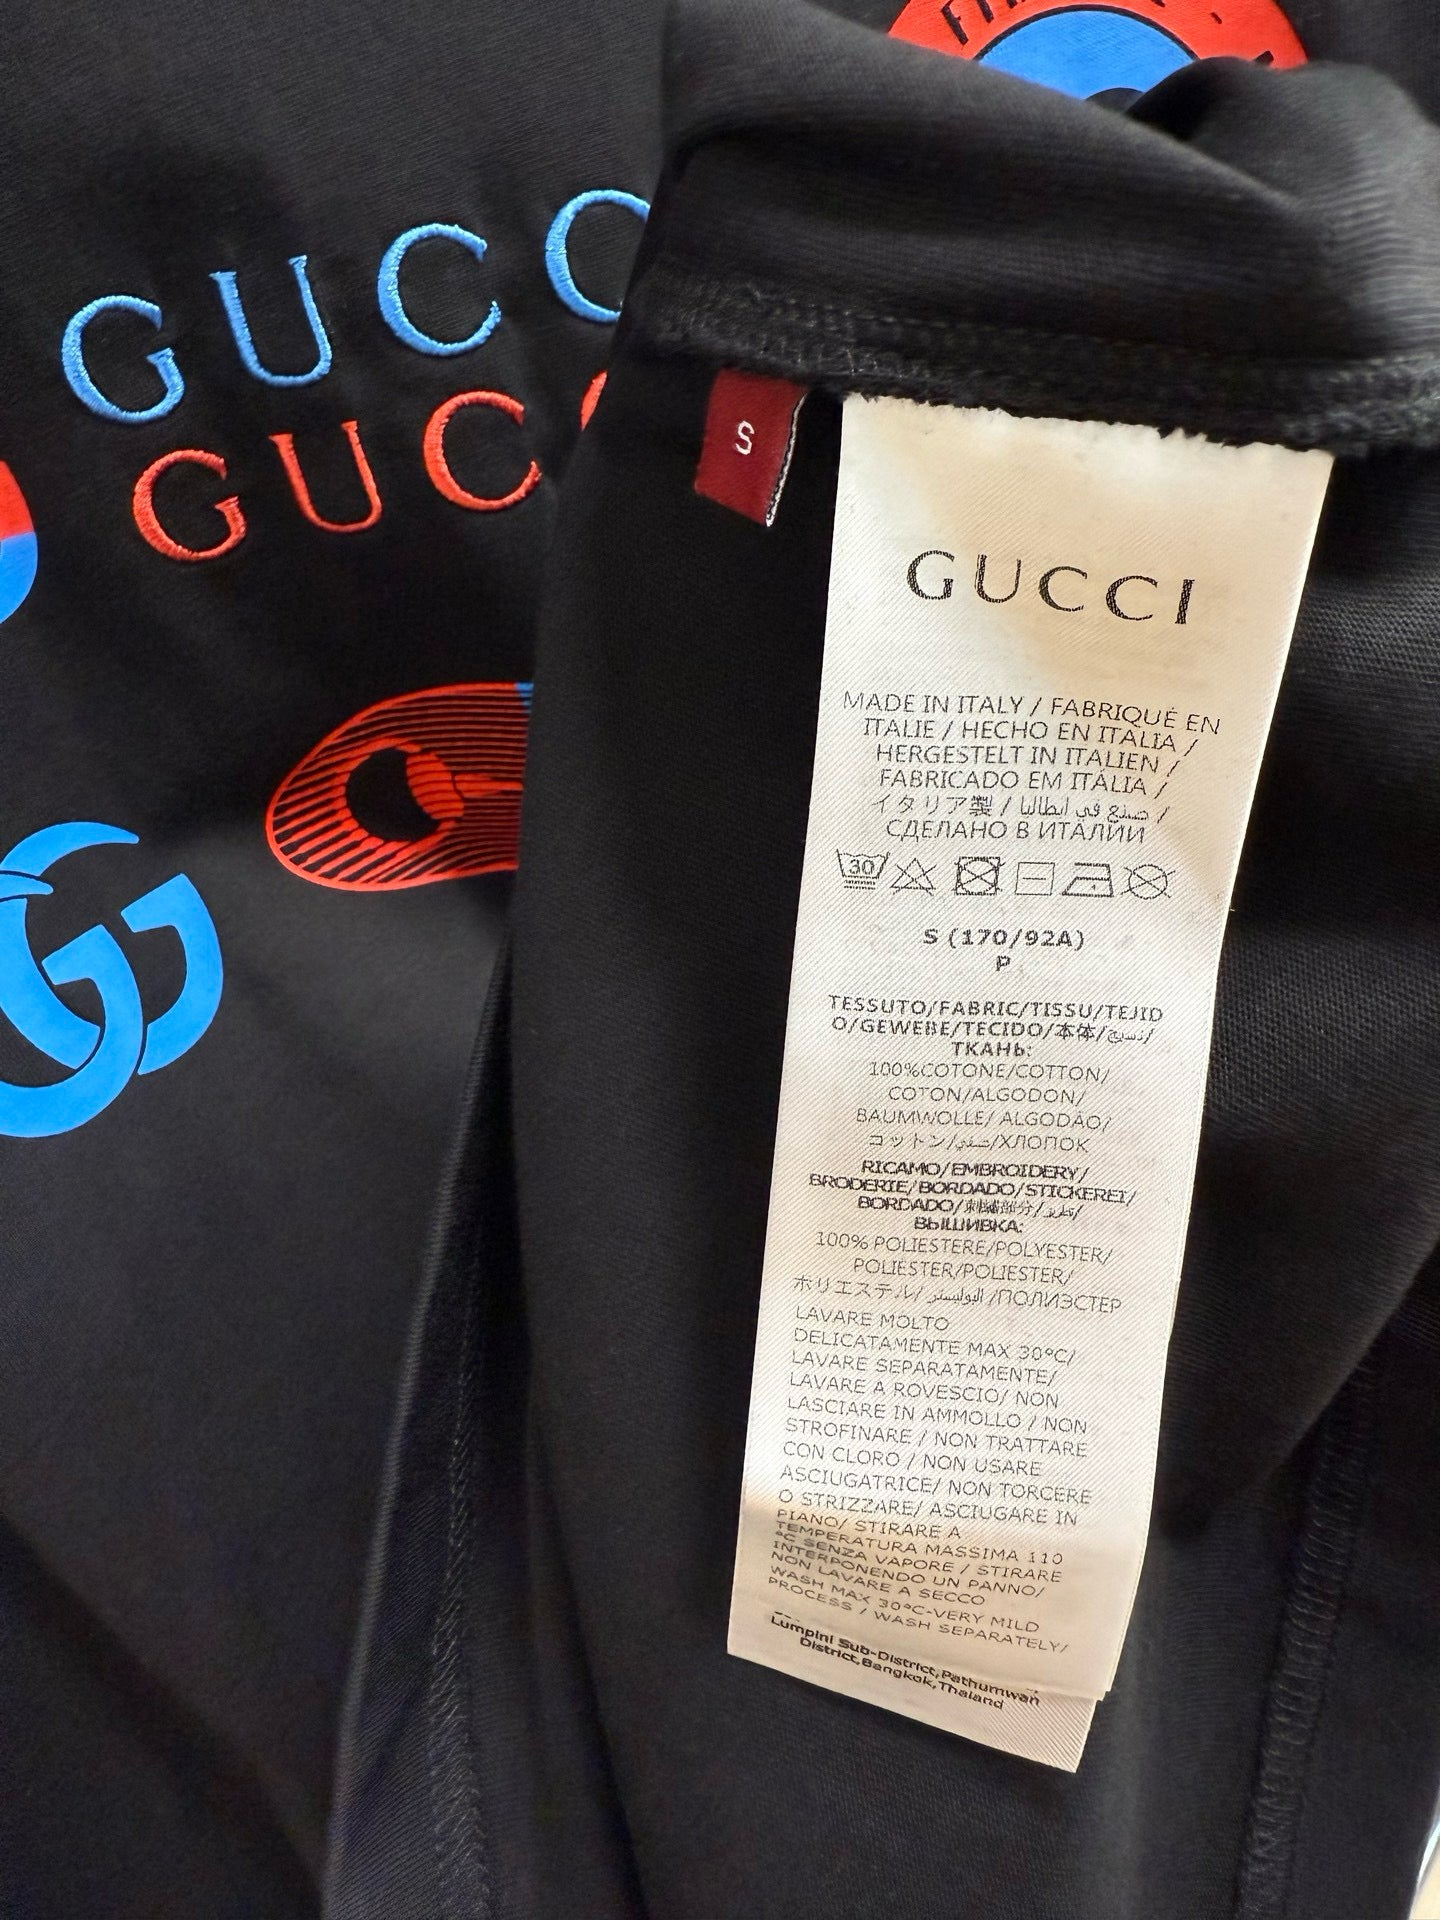 GUCC
GUCC
S
GUCCI
MADE IN ITALY / FABRIQUÉ EN
ITALIE / HECHO EN ITALIA /
HERGESTELT IN ITALIEN /
FABRICADO EM ITÁLIA /
イタリア製 / صنع في ايطاليا /
СДЕЛАНО В ИТАЛИИ
30
S (170/92A)
P
TESSUTO/FABRIC/TISSU/TEJID
O/GEWEBE/TECIDO/本体/نسيج/
ТКАНЬ:
100%COTONE/COTTON/
COTON/ALGODON/
BAUMWOLLE/ ALGODÃO/
コットン/ /ХЛОПОК
RICAMO/EMBROIDERY/
BRODERIE/BORDADO/STICKEREI/
BORDADO/刺繍部分/تطريز/
ВЫШИВКА:
100% POLIESTERE/POLYESTER/
POLIESTER/POLIESTER/
ホリエステル/ البوليستر /ПОЛИЭСТЕР
LAVARE MOLTO
DELICATAMENTE MAX 30°C/
LAVARE SEPARATAMENTE/
LAVARE A ROVESCIO/ NON
LASCIARE IN AMMOLLO / NON
STROFINARE / NON TRATTARE
CON CLORO / NON USARE
ASCIUGATRICE/ NON TORCERE
O STRIZZARE/ ASCIUGARE IN
PIANO/ STIRARE A
TEMPERATURA MASSIMA 110
°C SENZA VAPORE / STIRARE
INTERPONENDO UN PANNO/
NON LAVARE A SECCO
WASH MAX 30°C-VERY MILD
PROCESS / WASH SEPARATELY/
Lumpini Sub-District,Pathumwan
District,Bangkok,Thaland